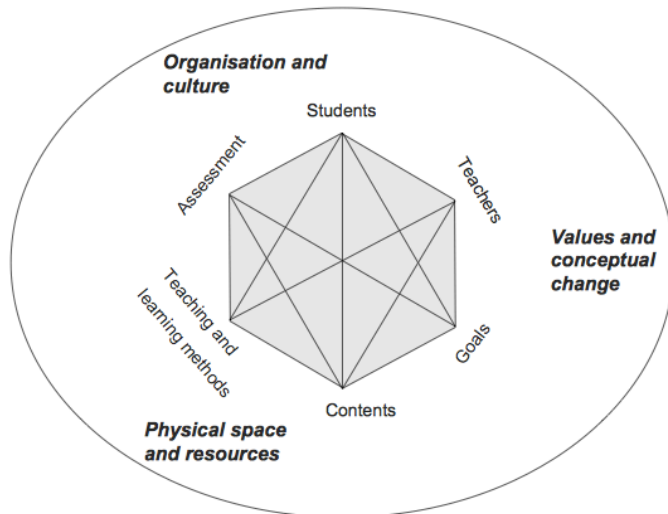 Organisation and
culture
Students
Assessment
Teachers
Values and
conceptual
change
Teaching and
learning methods
Goals
Contents
Physical space
and resources